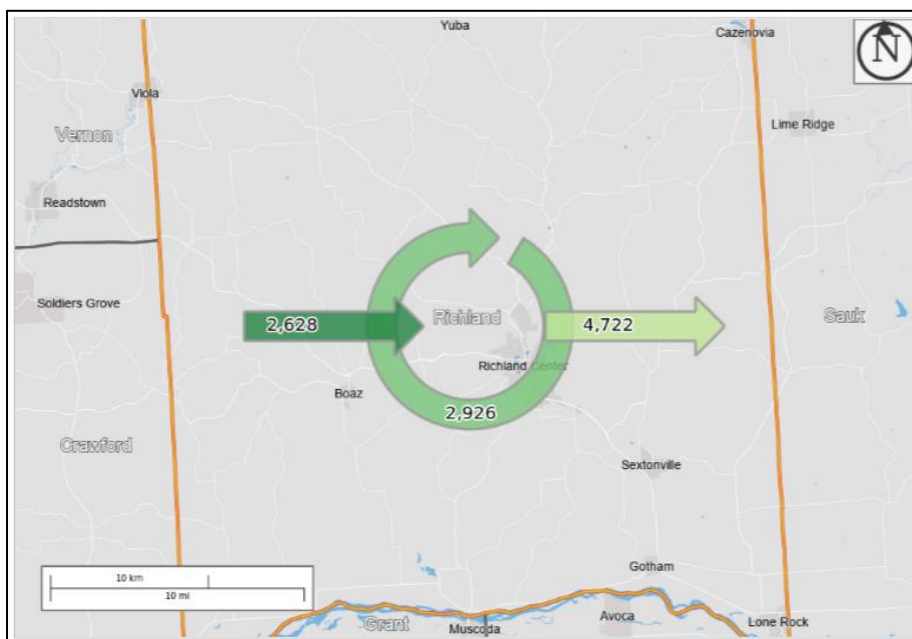 Yuba
Cazenovia
N
Viola
Lime Ridge
Vernon
Readstown
Soldiers Grove
2,628
Richland
4,722
Sauk
Richland Center
Boaz
2,926
Crawford
Sextonville
Gotham
10 km
10 mi
Grant
Muscoda
Avoca
Lone Rock